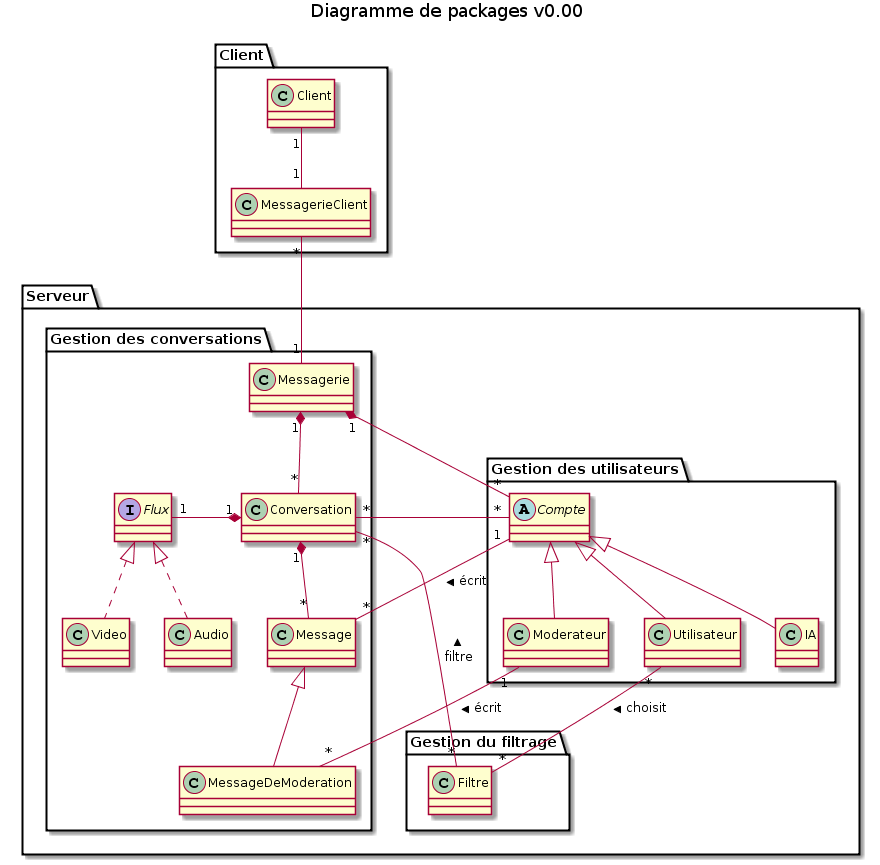 Diagramme de packages v0.00
Client
C Client
1
1
C MessagerieClient
*
Serveur
Gestion des conversations
1
C Messagerie
1 1
Gestion des utilisateurs
* *
I Flux 1 1 C Conversation * * A Compte
* 1
1
écrit
* *
C Video C Audio C Message C Moderateur C Utilisateur C IA
filtre
1 *
écrit choisit
Gestion du filtrage
* * *
C MessageDeModeration C Filtre